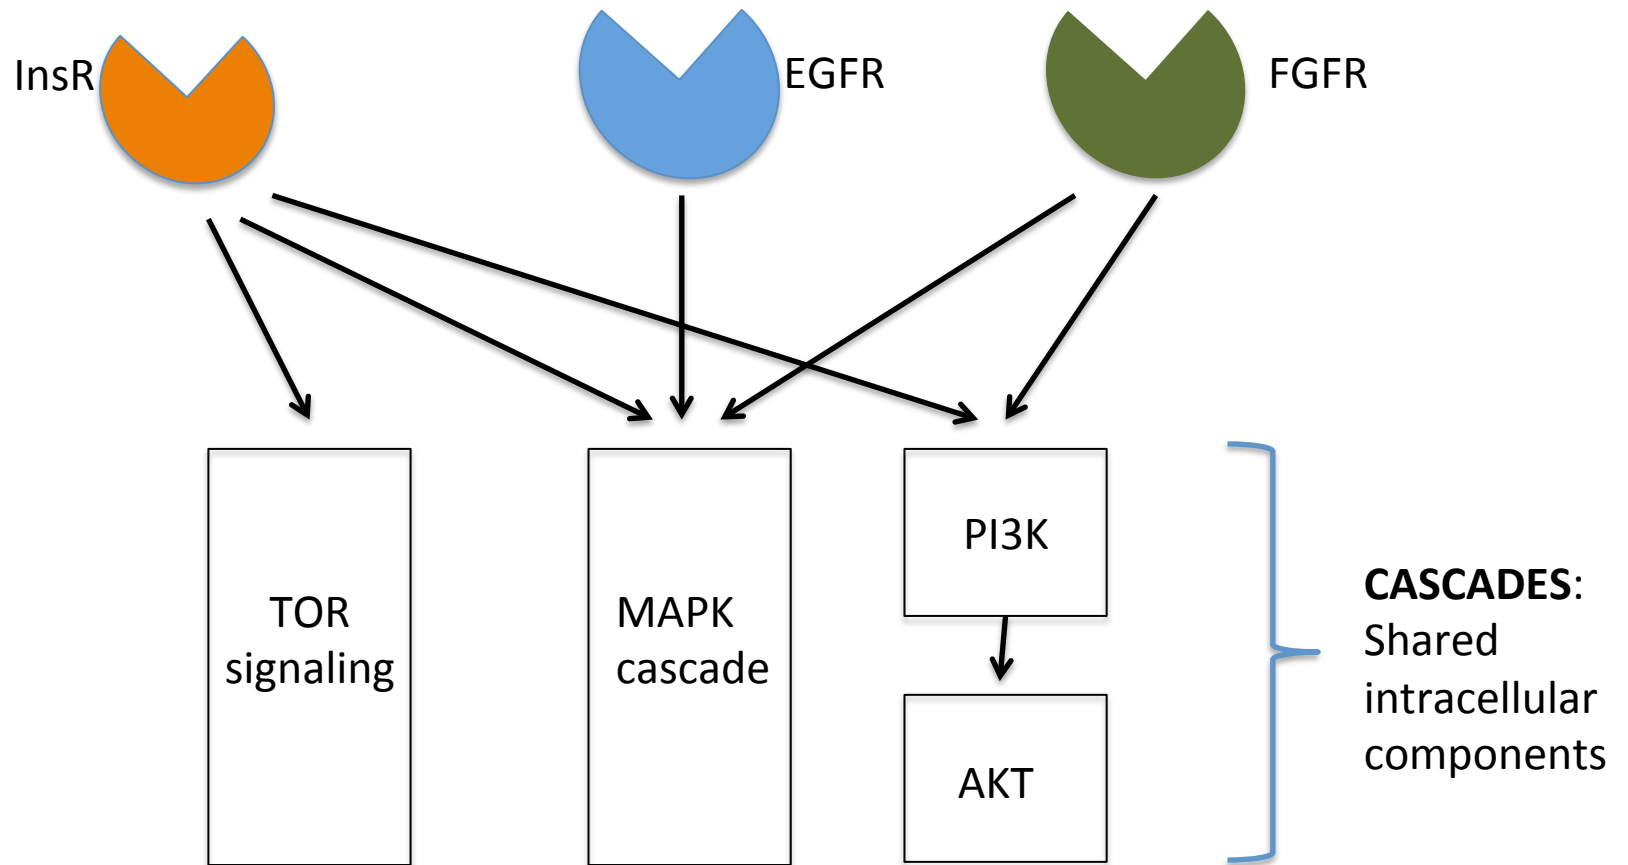 InsR
EGFR
FGFR
TOR
signaling
MAPK
cascade
PI3K
AKT
CASCADES:
Shared
intracellular
components